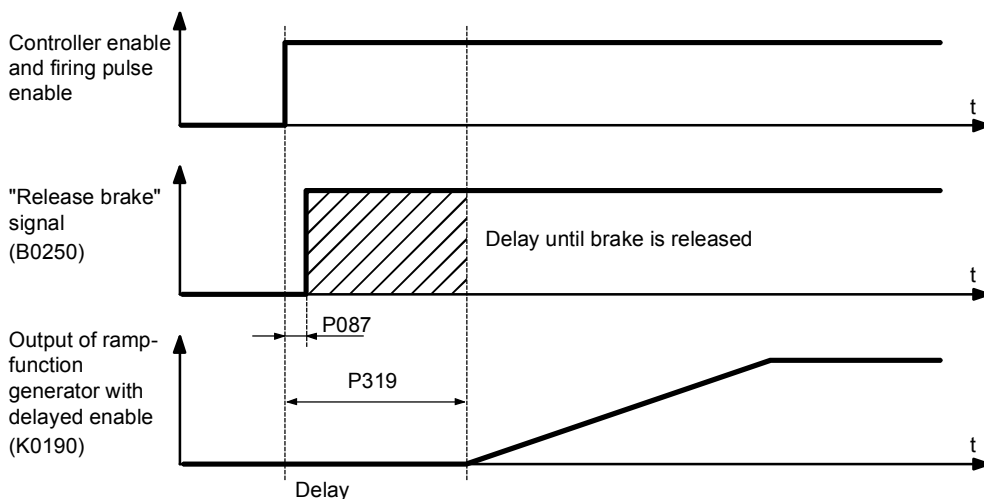 Controller enable
and firing pulse
enable
t
"Release brake"
signal
(B0250)
Delay until brake is released
t
P087
Output of ramp-
function
generator with
delayed enable
(K0190)
P319
t
Delay